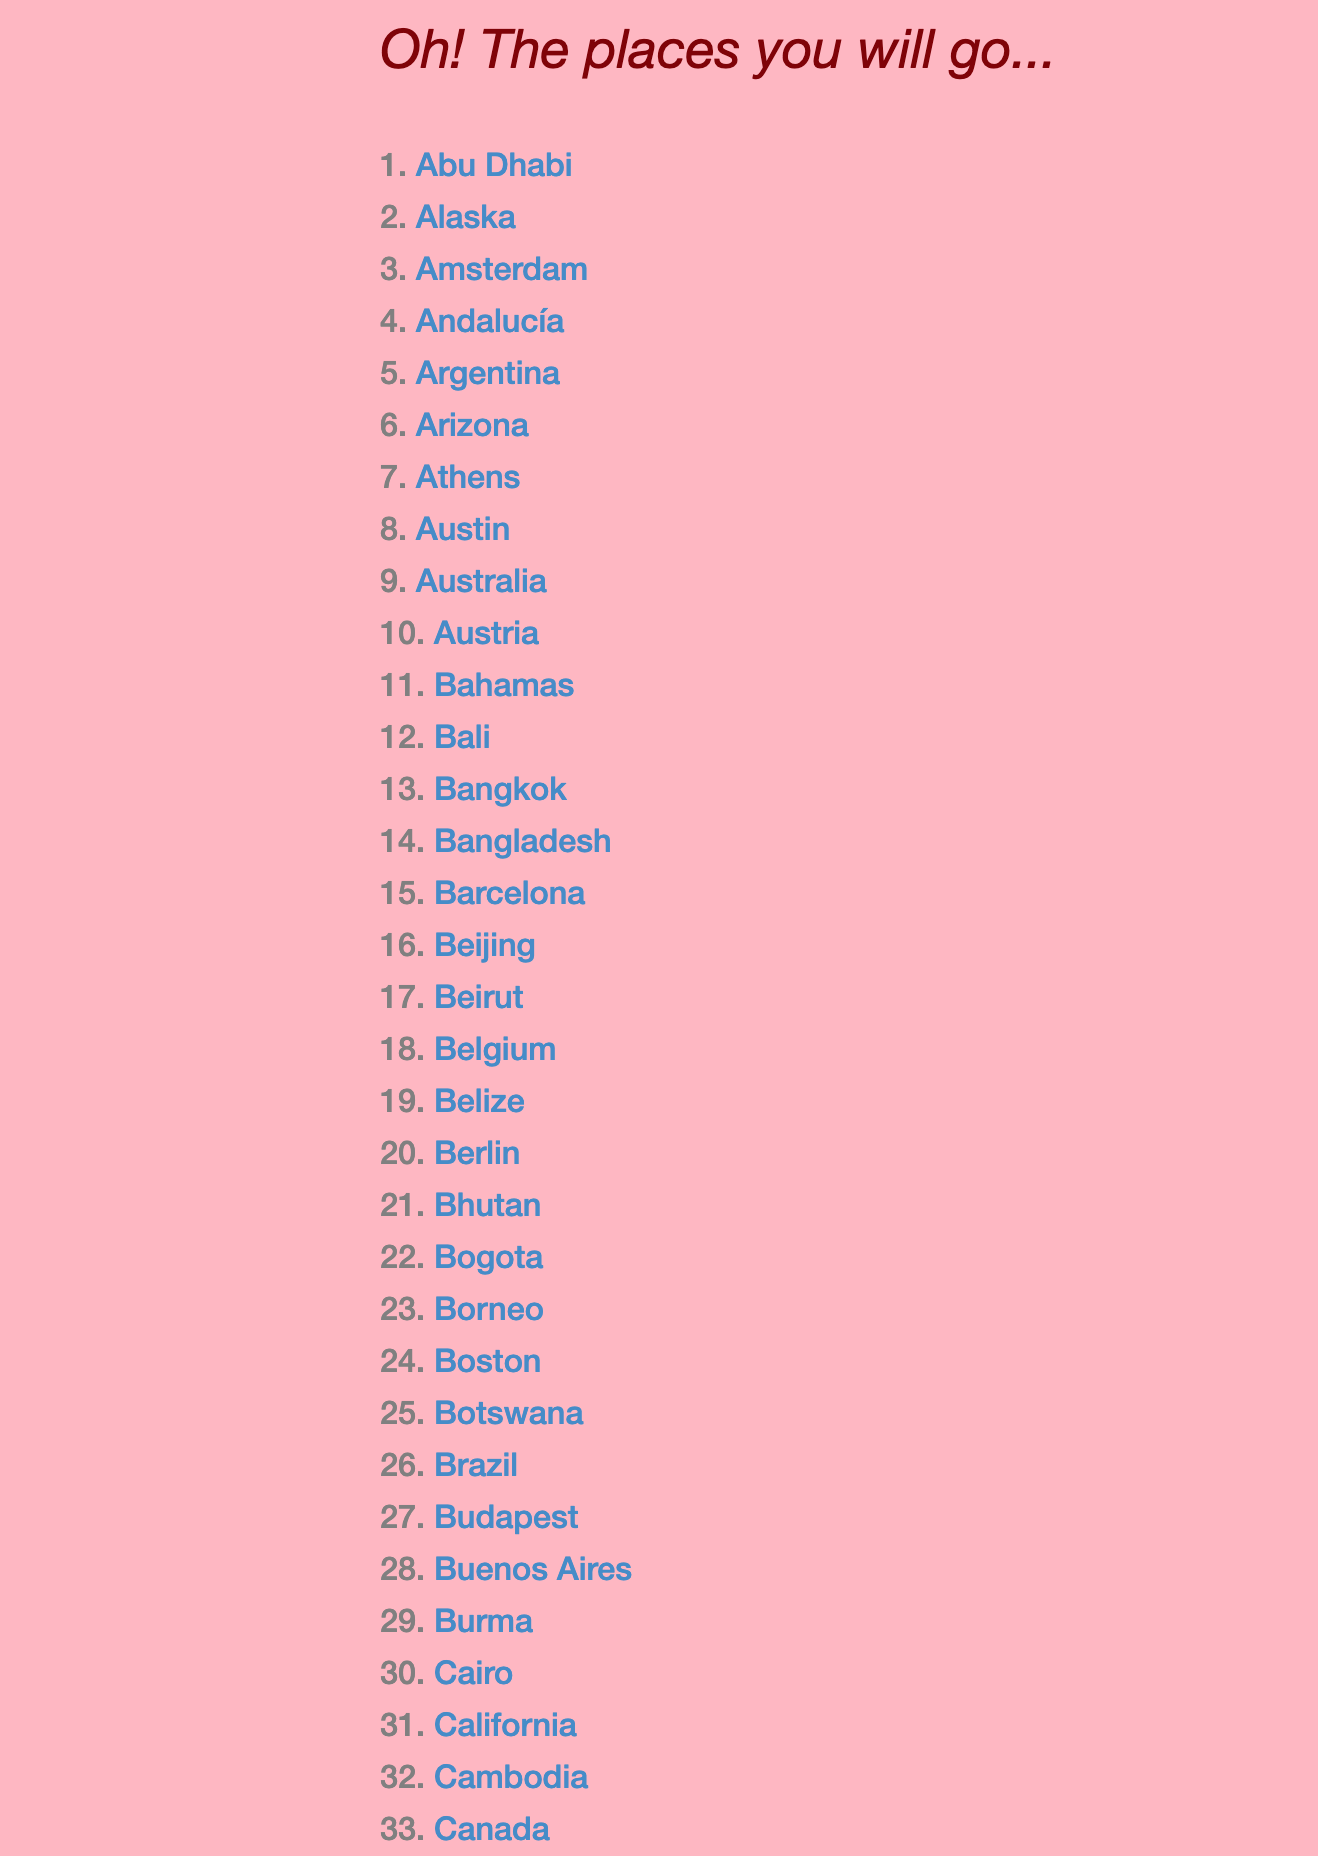 Oh! The places you will go...
1. Abu Dhabi
2. Alaska
3. Amsterdam
4. Andalucía
5. Argentina
6. Arizona
7. Athens
8. Austin
9. Australia
10. Austria
11. Bahamas
12. Bali
13. Bangkok
14. Bangladesh
15. Barcelona
16. Beijing
17. Beirut
18. Belgium
19. Belize
20. Berlin
21. Bhutan
22. Bogota
23. Borneo
24. Boston
25. Botswana
26. Brazil
27. Budapest
28. Buenos Aires
29. Burma
30. Cairo
31. California
32. Cambodia
33. Canada